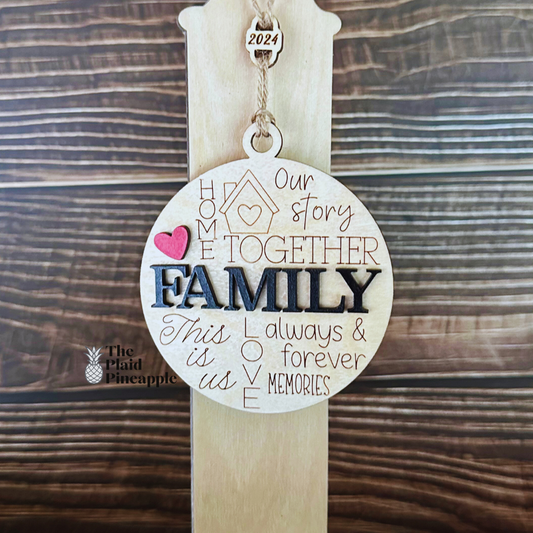 2024
HOME
Our
story
TOGETHER
FAMILY
This
is
us
LOVE
always &
forever
MEMORIES
The
Plaid
Pineapple